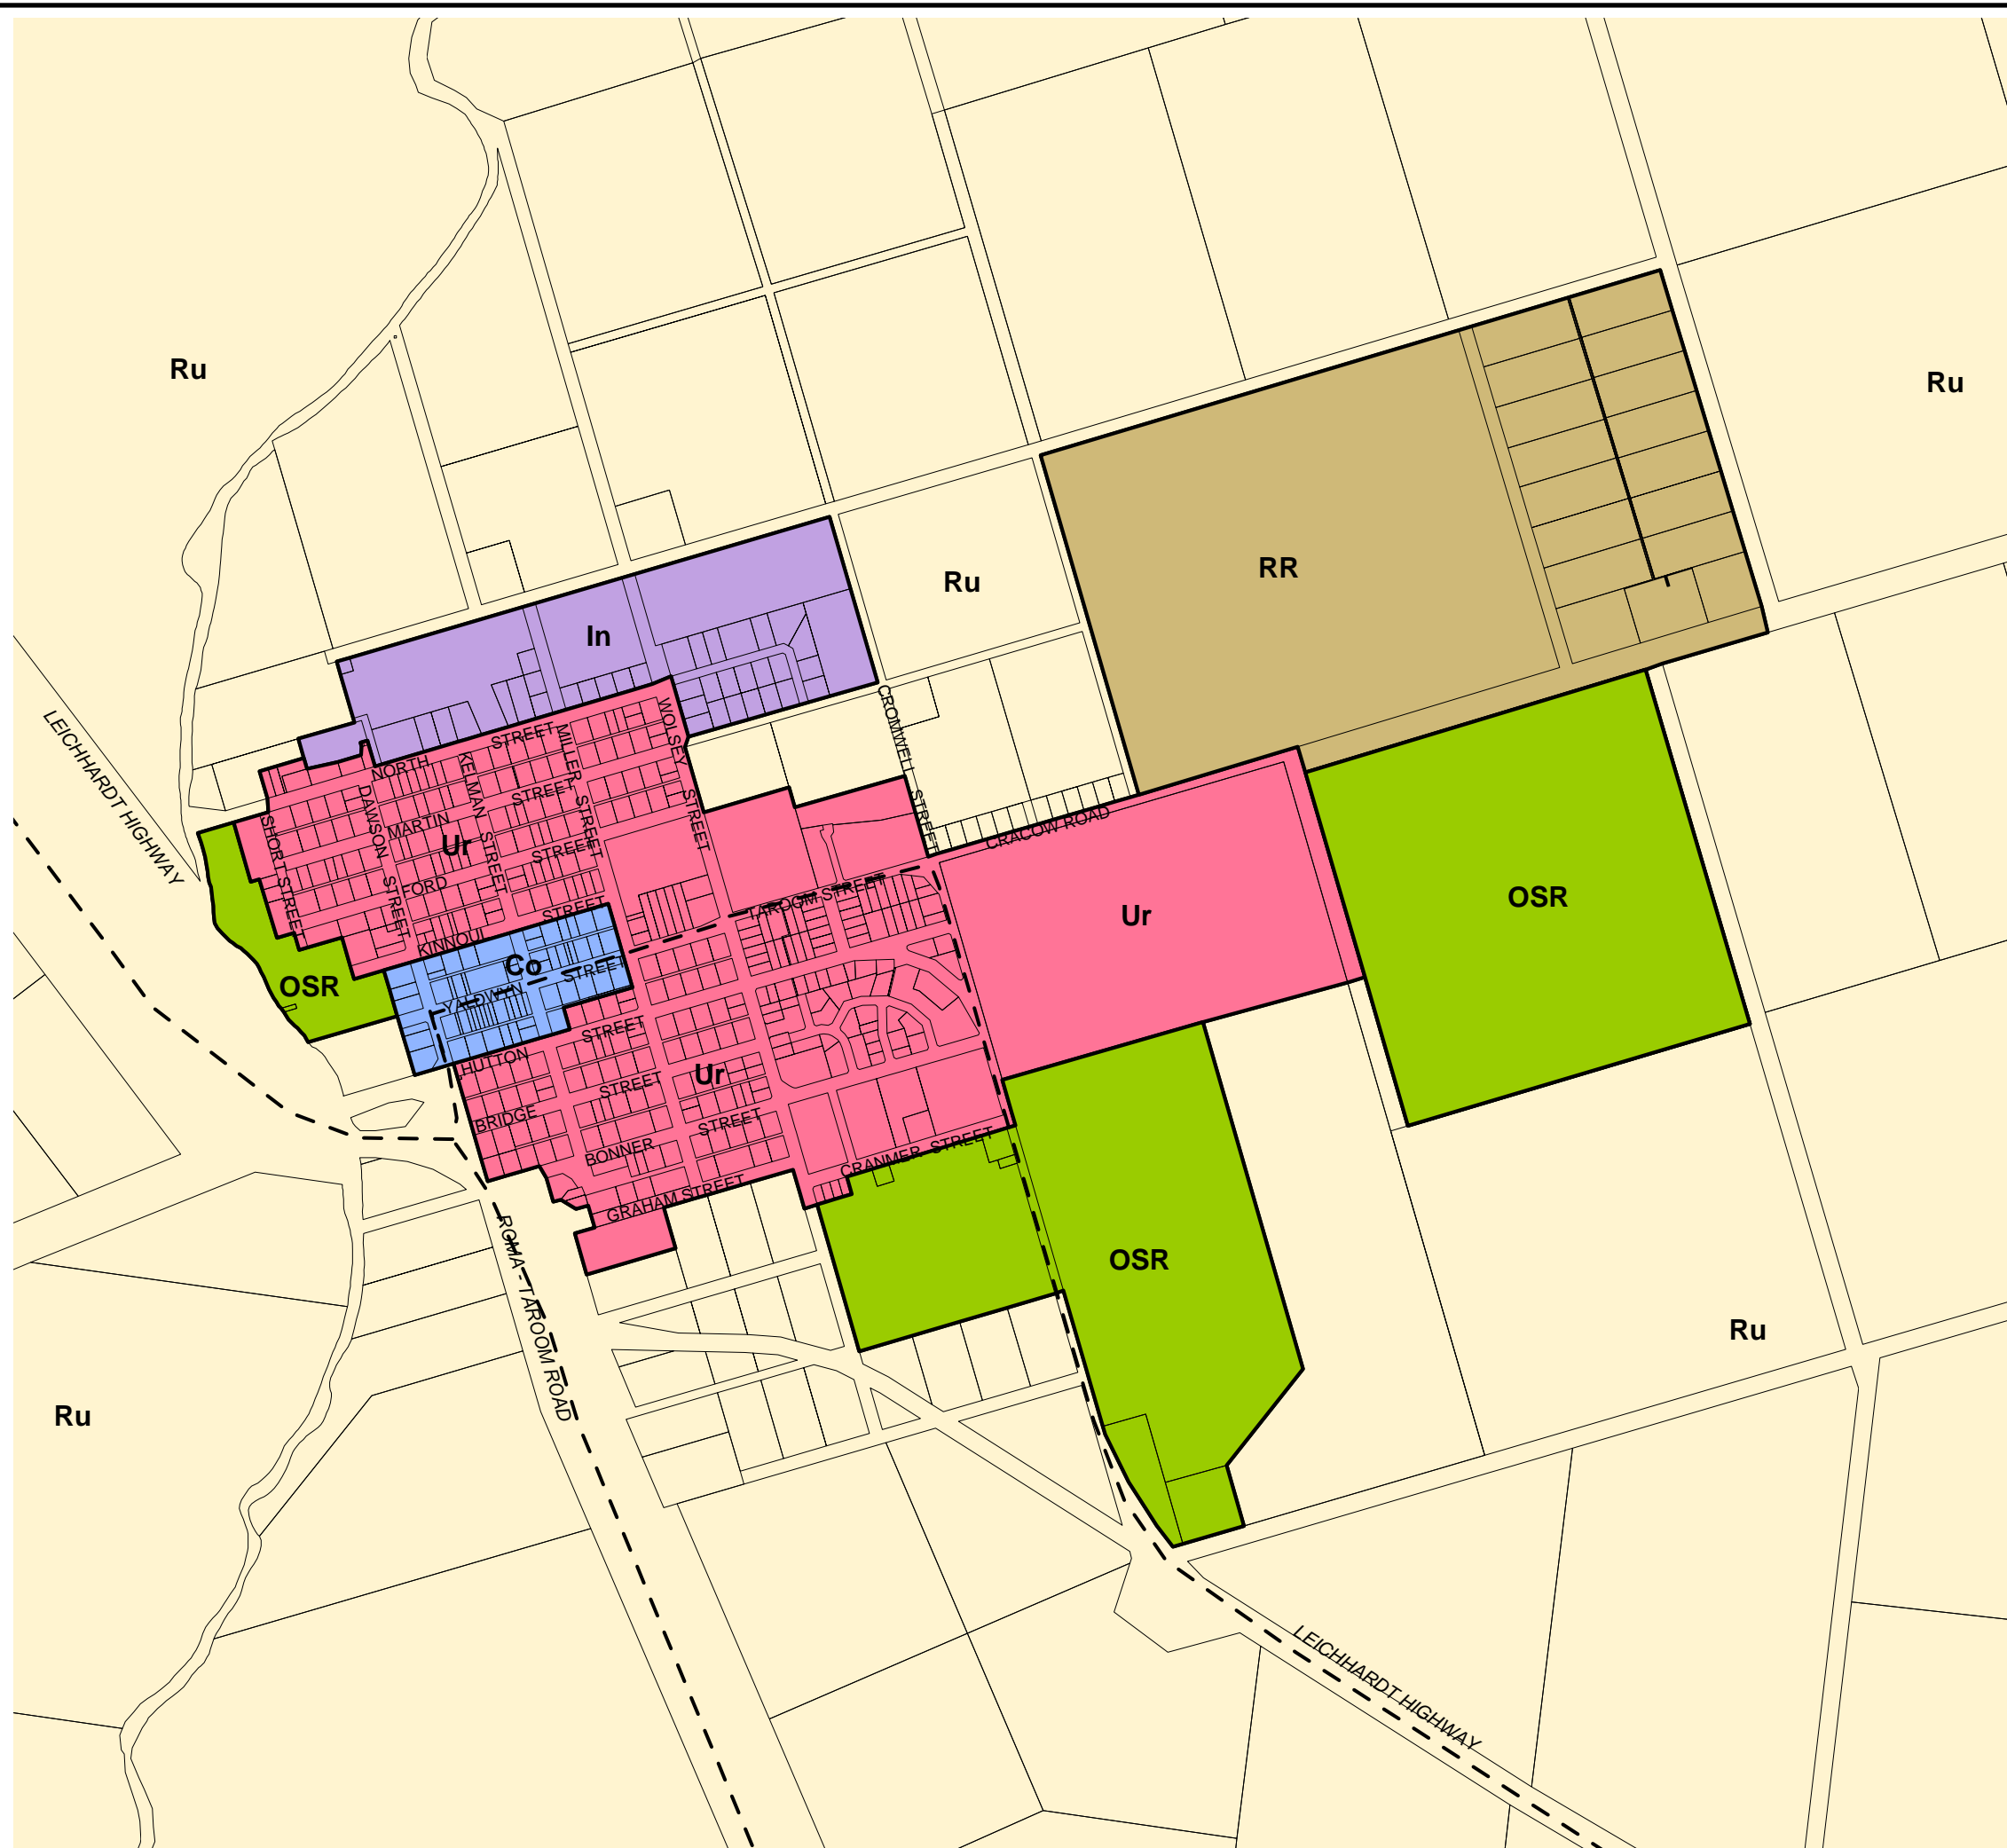 Ru
Ru
RR
Ru
In
LEICHHARDT HIGHWAY
CROMWELL STREET
WOLSEY STREET
MILLER STREET
KELMAN STREET
NORTH STREET
DAWSON STREET
MARTIN STREET
SHORT STREET
Ur
CRACOW ROAD
FORD STREET
TAROOM STREET
OSR
Ur
KINNOUL STREET
Co
OSR
YALDWYN STREET
HUTTON STREET
Ur
BRIDGE STREET
BONNER STREET
CRANMER STREET
GRAHAM STREET
OSR
ROMA - TAROOM ROAD
Ru
Ru
LEICHHARDT HIGHWAY